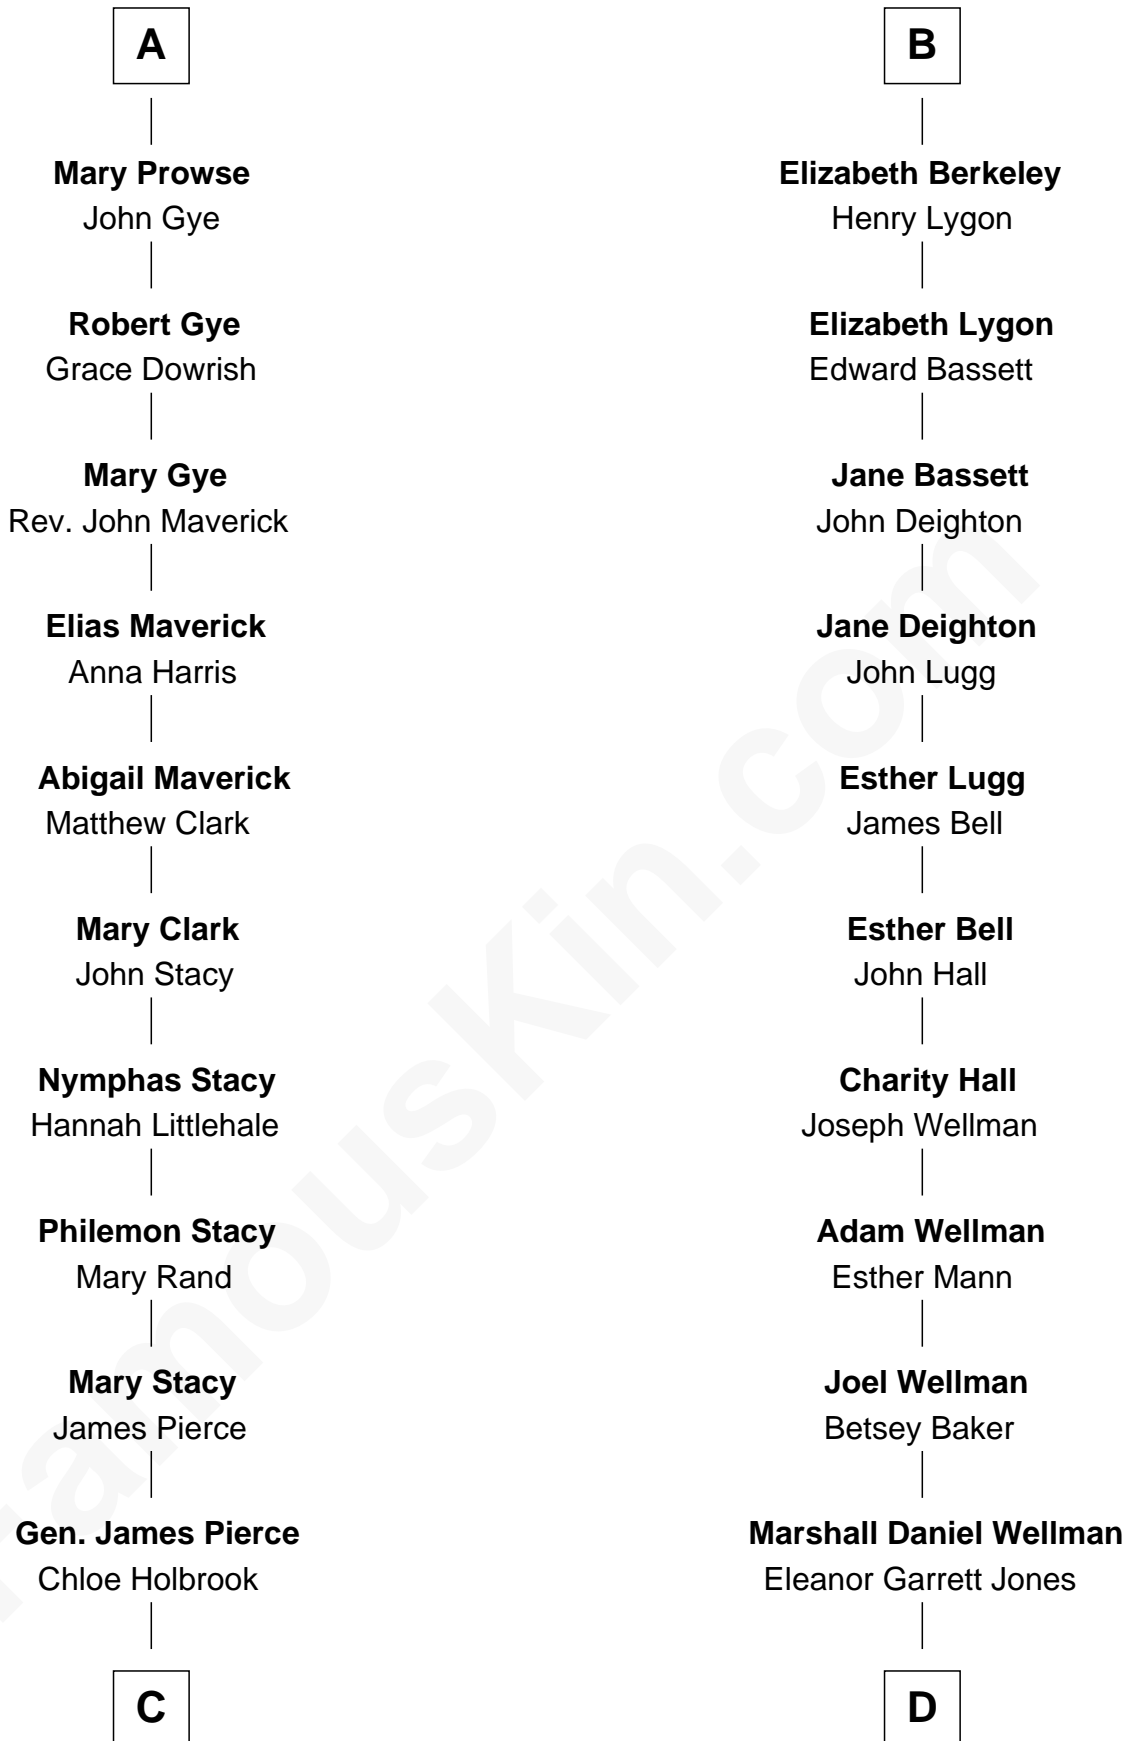 A
Mary Prowse
John Gye
Robert Gye
Grace Dowrish
Mary Gye
Rev. John Maverick
Elias Maverick
Anna Harris
Abigail Maverick
Matthew Clark
Mary Clark
John Stacy
Nymphas Stacy
Hannah Littlehale
Philemon Stacy
Mary Rand
Mary Stacy
James Pierce
Gen. James Pierce
Chloe Holbrook
C
B
Elizabeth Berkeley
Henry Lygon
Elizabeth Lygon
Edward Bassett
Jane Bassett
John Deighton
Jane Deighton
John Lugg
Esther Lugg
James Bell
Esther Bell
John Hall
Charity Hall
Joseph Wellman
Adam Wellman
Esther Mann
Joel Wellman
Betsey Baker
Marshall Daniel Wellman
Eleanor Garrett Jones
D
FamousKin.com